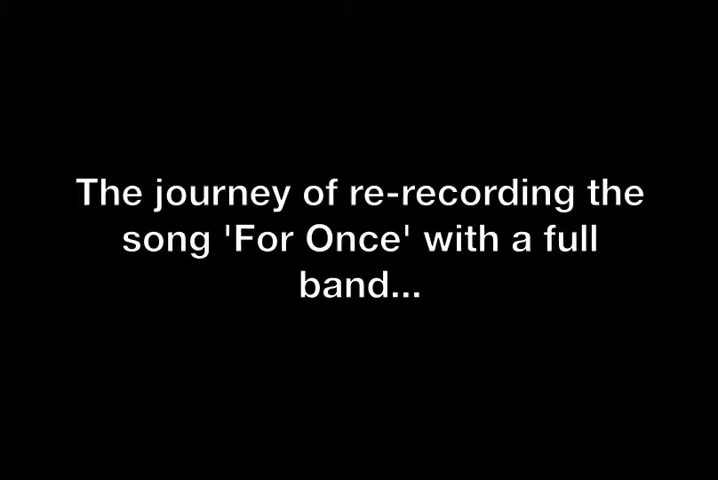 The journey of re-recording the
song 'For Once' with a full
band...